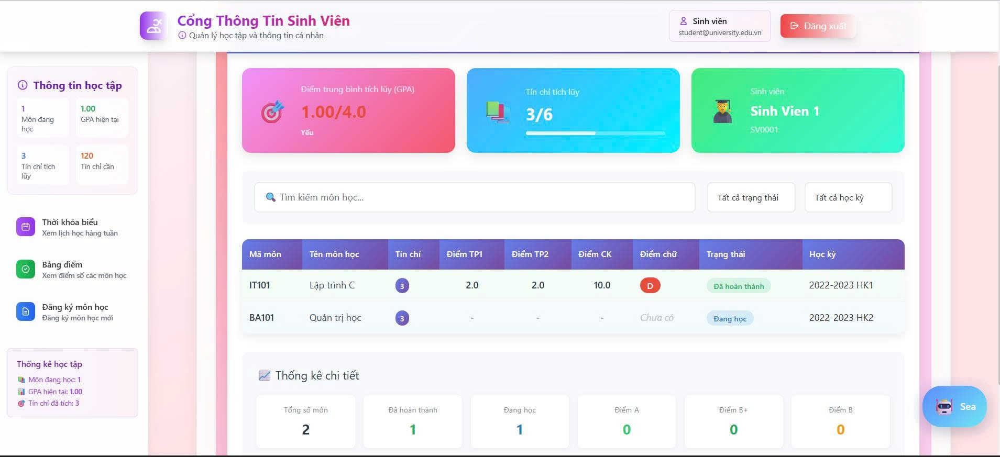 Cổng Thông Tin Sinh Viên
Quản lý học tập và thông tin cá nhân
Sinh viên
student@university.edu.vn
Đăng xuất
Thông tin học tập
1
Môn đang
học
1.00
GPA hiện tại
3
Tín chỉ tích
lũy
120
Tín chỉ cần
Thời khóa biểu
Xem lịch học hàng tuần
Bảng điểm
Xem điểm số các môn học
Đăng ký môn học
Đăng ký môn học mới
Thống kê học tập
Môn đang học: 1
GPA hiện tại: 1.00
Tín chỉ đã tích: 3
Điểm trung bình tích lũy (GPA)
1.00/4.0
Yếu
Tín chỉ tích lũy
3/6
Sinh viên
Sinh Vien 1
SV0001
Tìm kiếm môn học...
Tất cả trạng thái
Tất cả học kỳ
Mã môn Tên môn học Tín chỉ Điểm TP1 Điểm TP2 Điểm CK Điểm chữ Trạng thái Học kỳ
IT101 Lập trình C 3 2.0 2.0 10.0 D Đã hoàn thành 2022-2023 HK1
BA101 Quản trị học 3 - - - Chưa có Đang học 2022-2023 HK2
Thống kê chi tiết
Tổng số môn
2
Đã hoàn thành
1
Đang học
1
Điểm A
0
Điểm B+
0
Điểm B
0
Sea